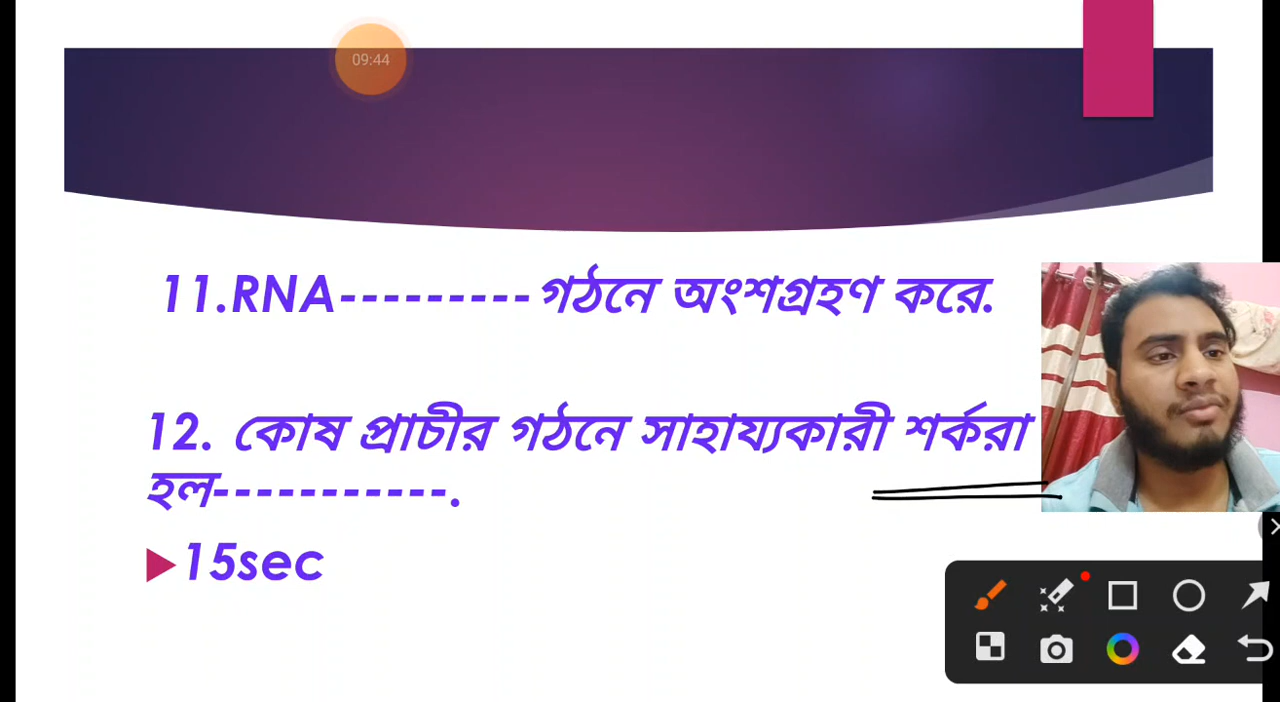 09:44
11.RNA--------- গঠনে অংশগ্রহণ করে.
12. কোষ প্রাচীর গঠনে সাহায্যকারী শর্করা
হল-----------.
15sec